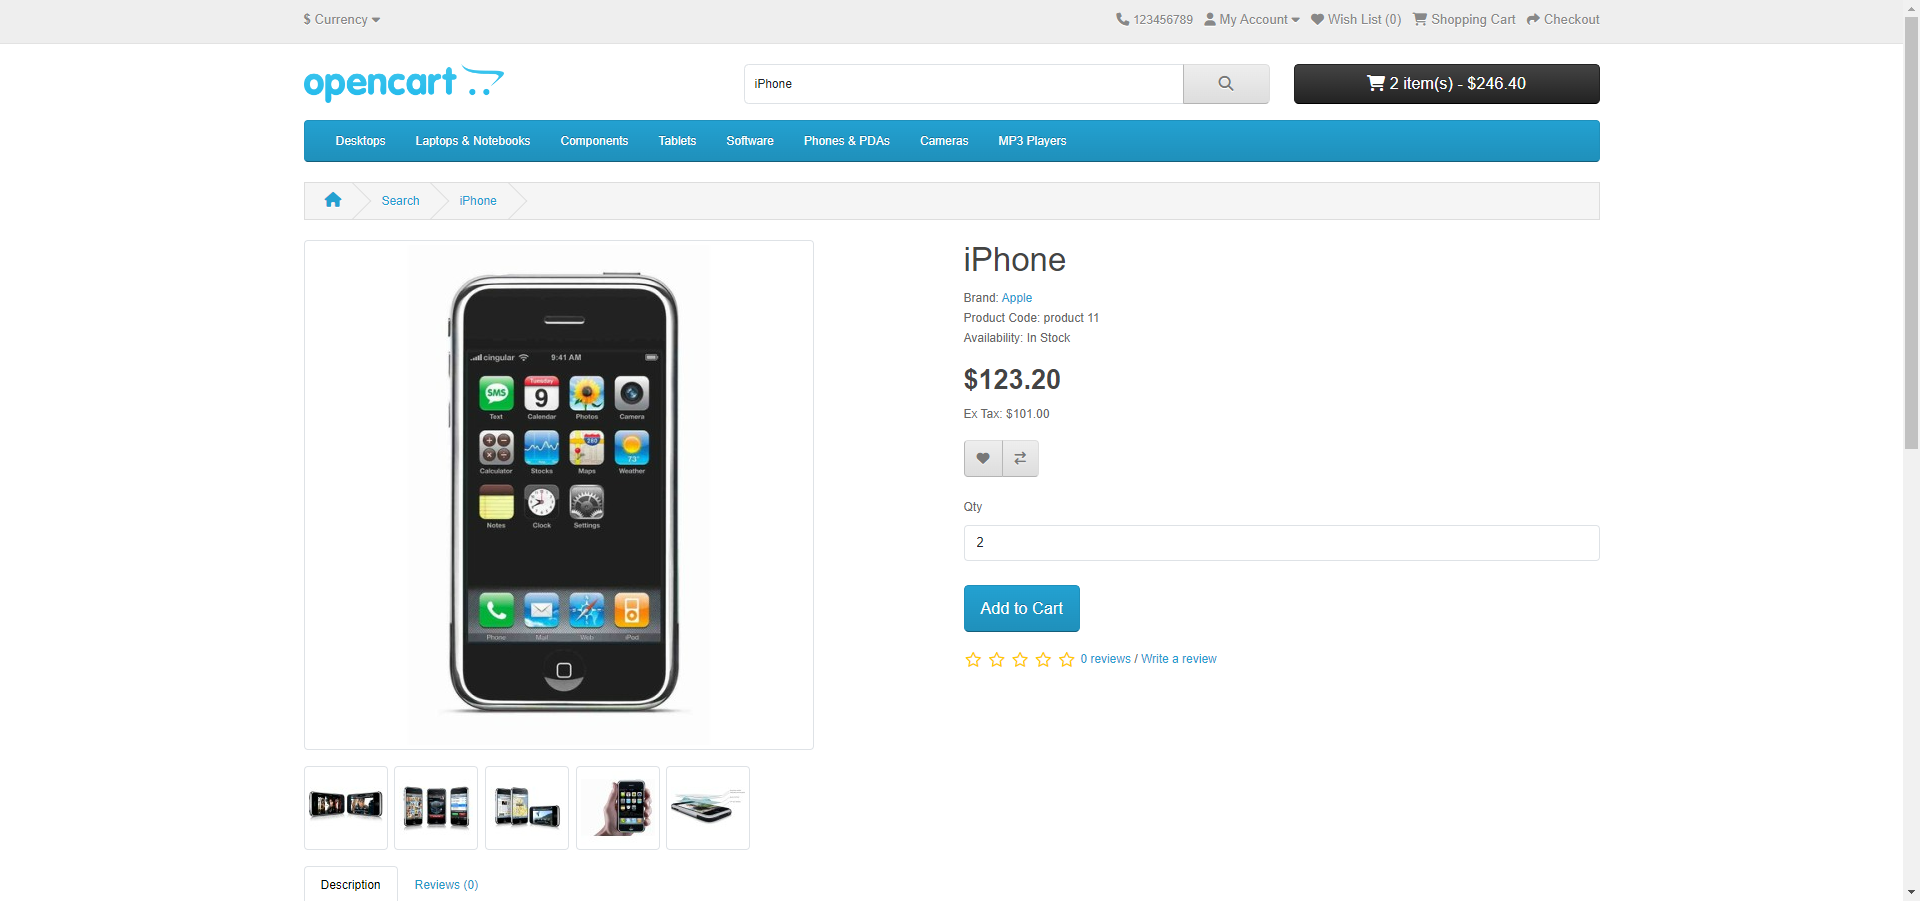 $ Currency
123456789 My Account Wish List (0) Shopping Cart Checkout
opencart
iPhone
2 item(s) - $246.40
Desktops Laptops & Notebooks Components Tablets Software Phones & PDAs Cameras MP3 Players
Search iPhone
iPhone
Brand: Apple
Product Code: product 11
Availability: In Stock
$123.20
Ex Tax: $101.00
Qty
2
Add to Cart
0 reviews / Write a review
cingular 9:41 AM
SMS Tuesday 9 280 73°
Text Calendar Photos Camera
Calculator Stocks Maps Weather
Notes Clock Settings
Phone Mail Web iPod
Description Reviews (0)